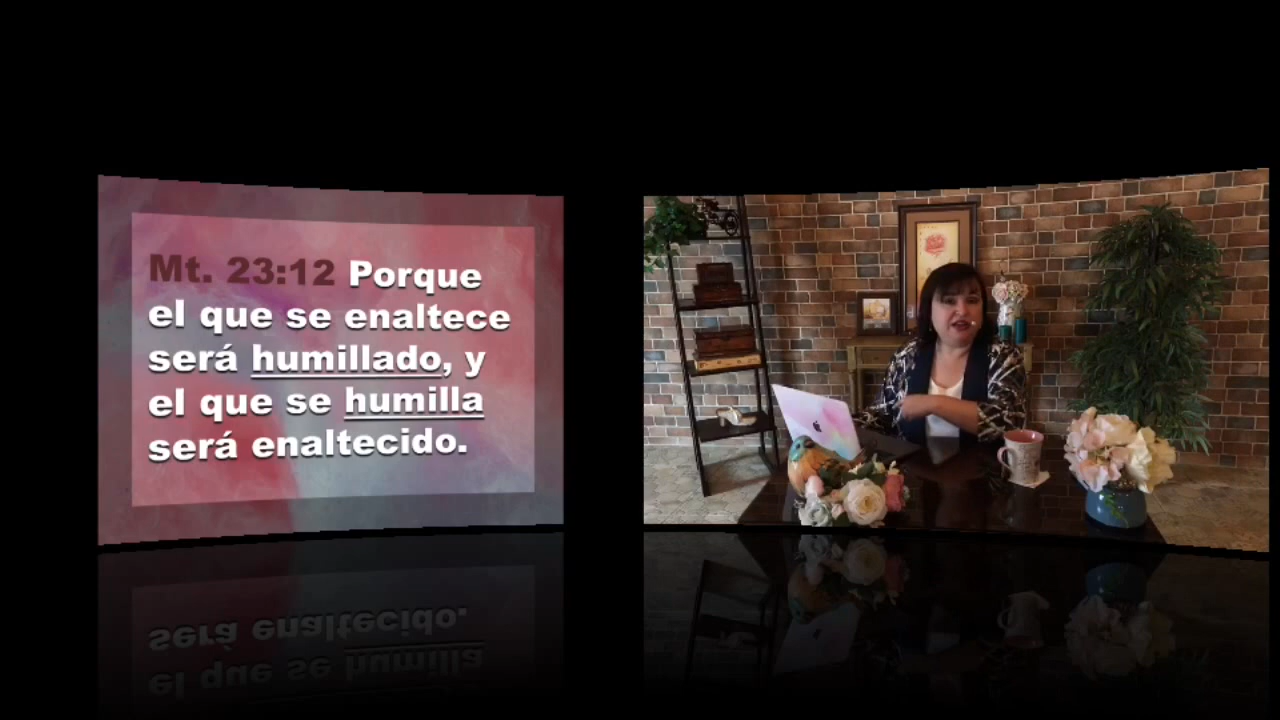 Mt. 23:12 Porque
el que se enaltece
será humillado, y
el que se humilla
será enaltecido.